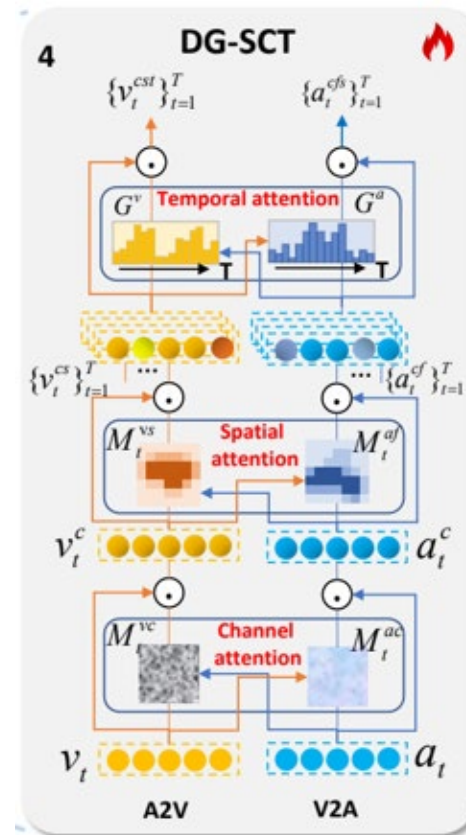 4 DG-SCT
{v_t^{cst}}_{t=1}^T {a_t^{cfs}}_{t=1}^T
G^v Temporal attention G^a
T T
... ...
{v_t^{cs}}_{t=1}^T {a_t^{cf}}_{t=1}^T
M_t^{vs} Spatial M_t^{af}
attention
v_t^c a_t^c
M_t^{vc} Channel M_t^{ac}
attention
v_t a_t
A2V V2A